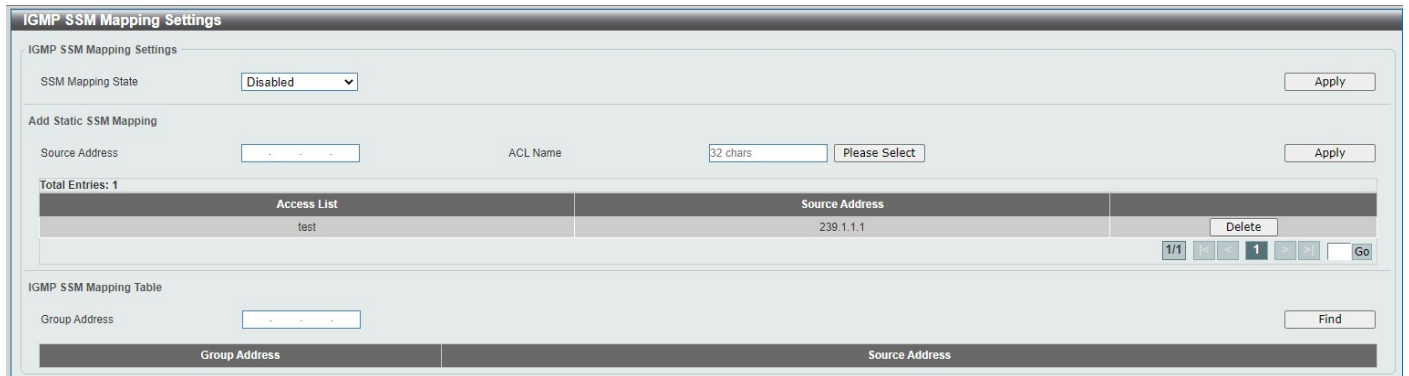 IGMP SSM Mapping Settings
IGMP SSM Mapping Settings
SSM Mapping State Disabled Apply
Add Static SSM Mapping
Source Address . . . ACL Name 32 chars Please Select Apply
Total Entries: 1
Access List Source Address
test 239.1.1.1 Delete
1/1 |< < 1 > >| Go
IGMP SSM Mapping Table
Group Address . . . Find
Group Address Source Address